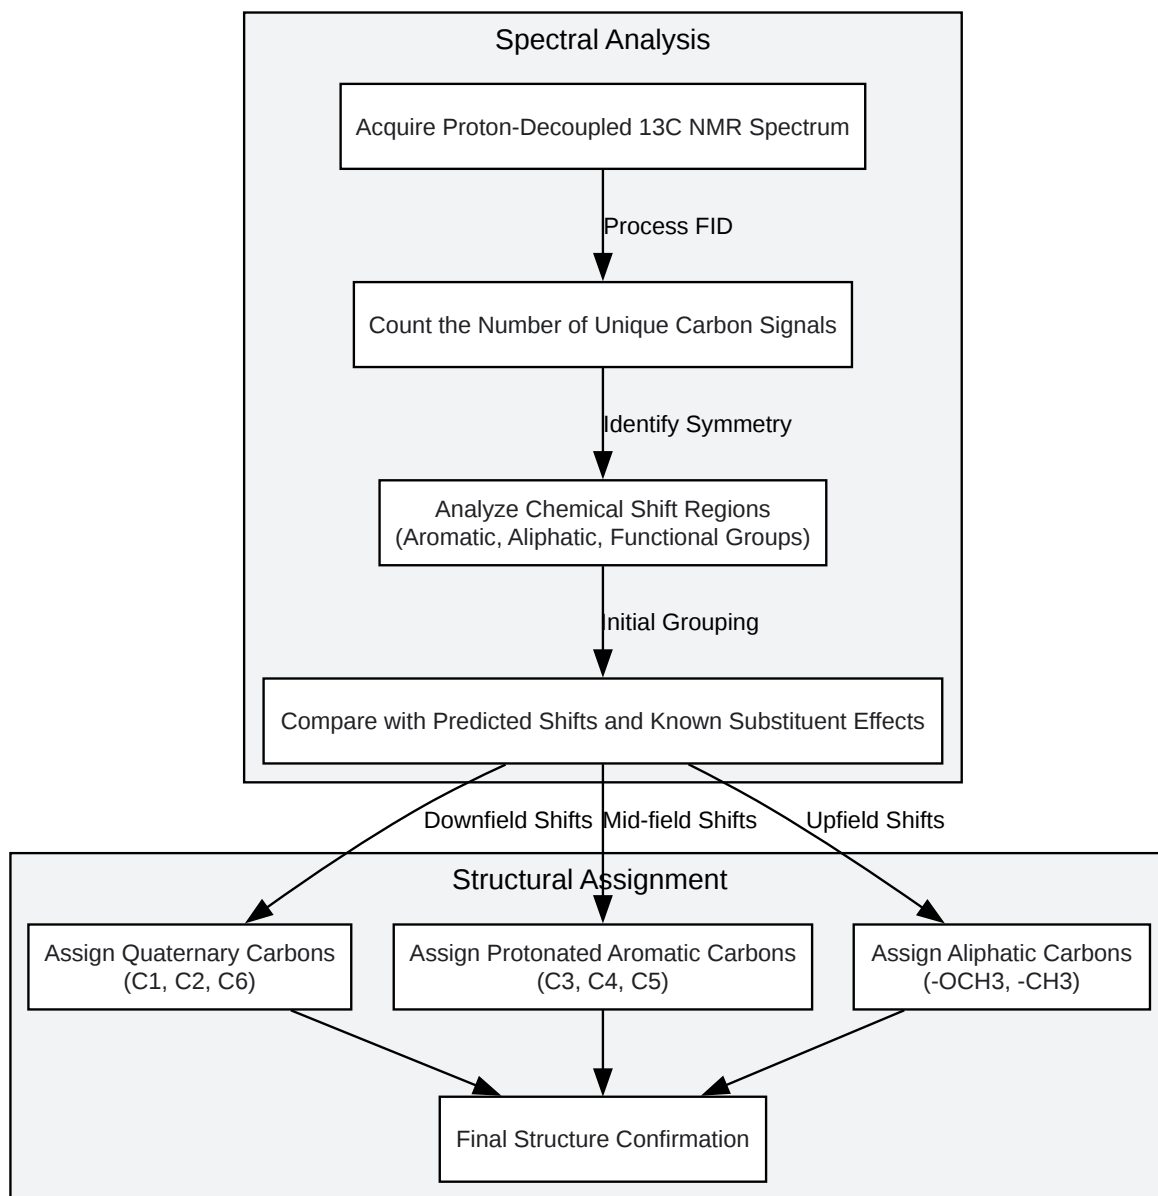 Spectral Analysis
Acquire Proton-Decoupled 13C NMR Spectrum
Process FID
Count the Number of Unique Carbon Signals
Identify Symmetry
Analyze Chemical Shift Regions
(Aromatic, Aliphatic, Functional Groups)
Initial Grouping
Compare with Predicted Shifts and Known Substituent Effects
Downfield Shifts
Mid-field Shifts
Upfield Shifts
Structural Assignment
Assign Quaternary Carbons
(C1, C2, C6)
Assign Protonated Aromatic Carbons
(C3, C4, C5)
Assign Aliphatic Carbons
(-OCH3, -CH3)
Final Structure Confirmation